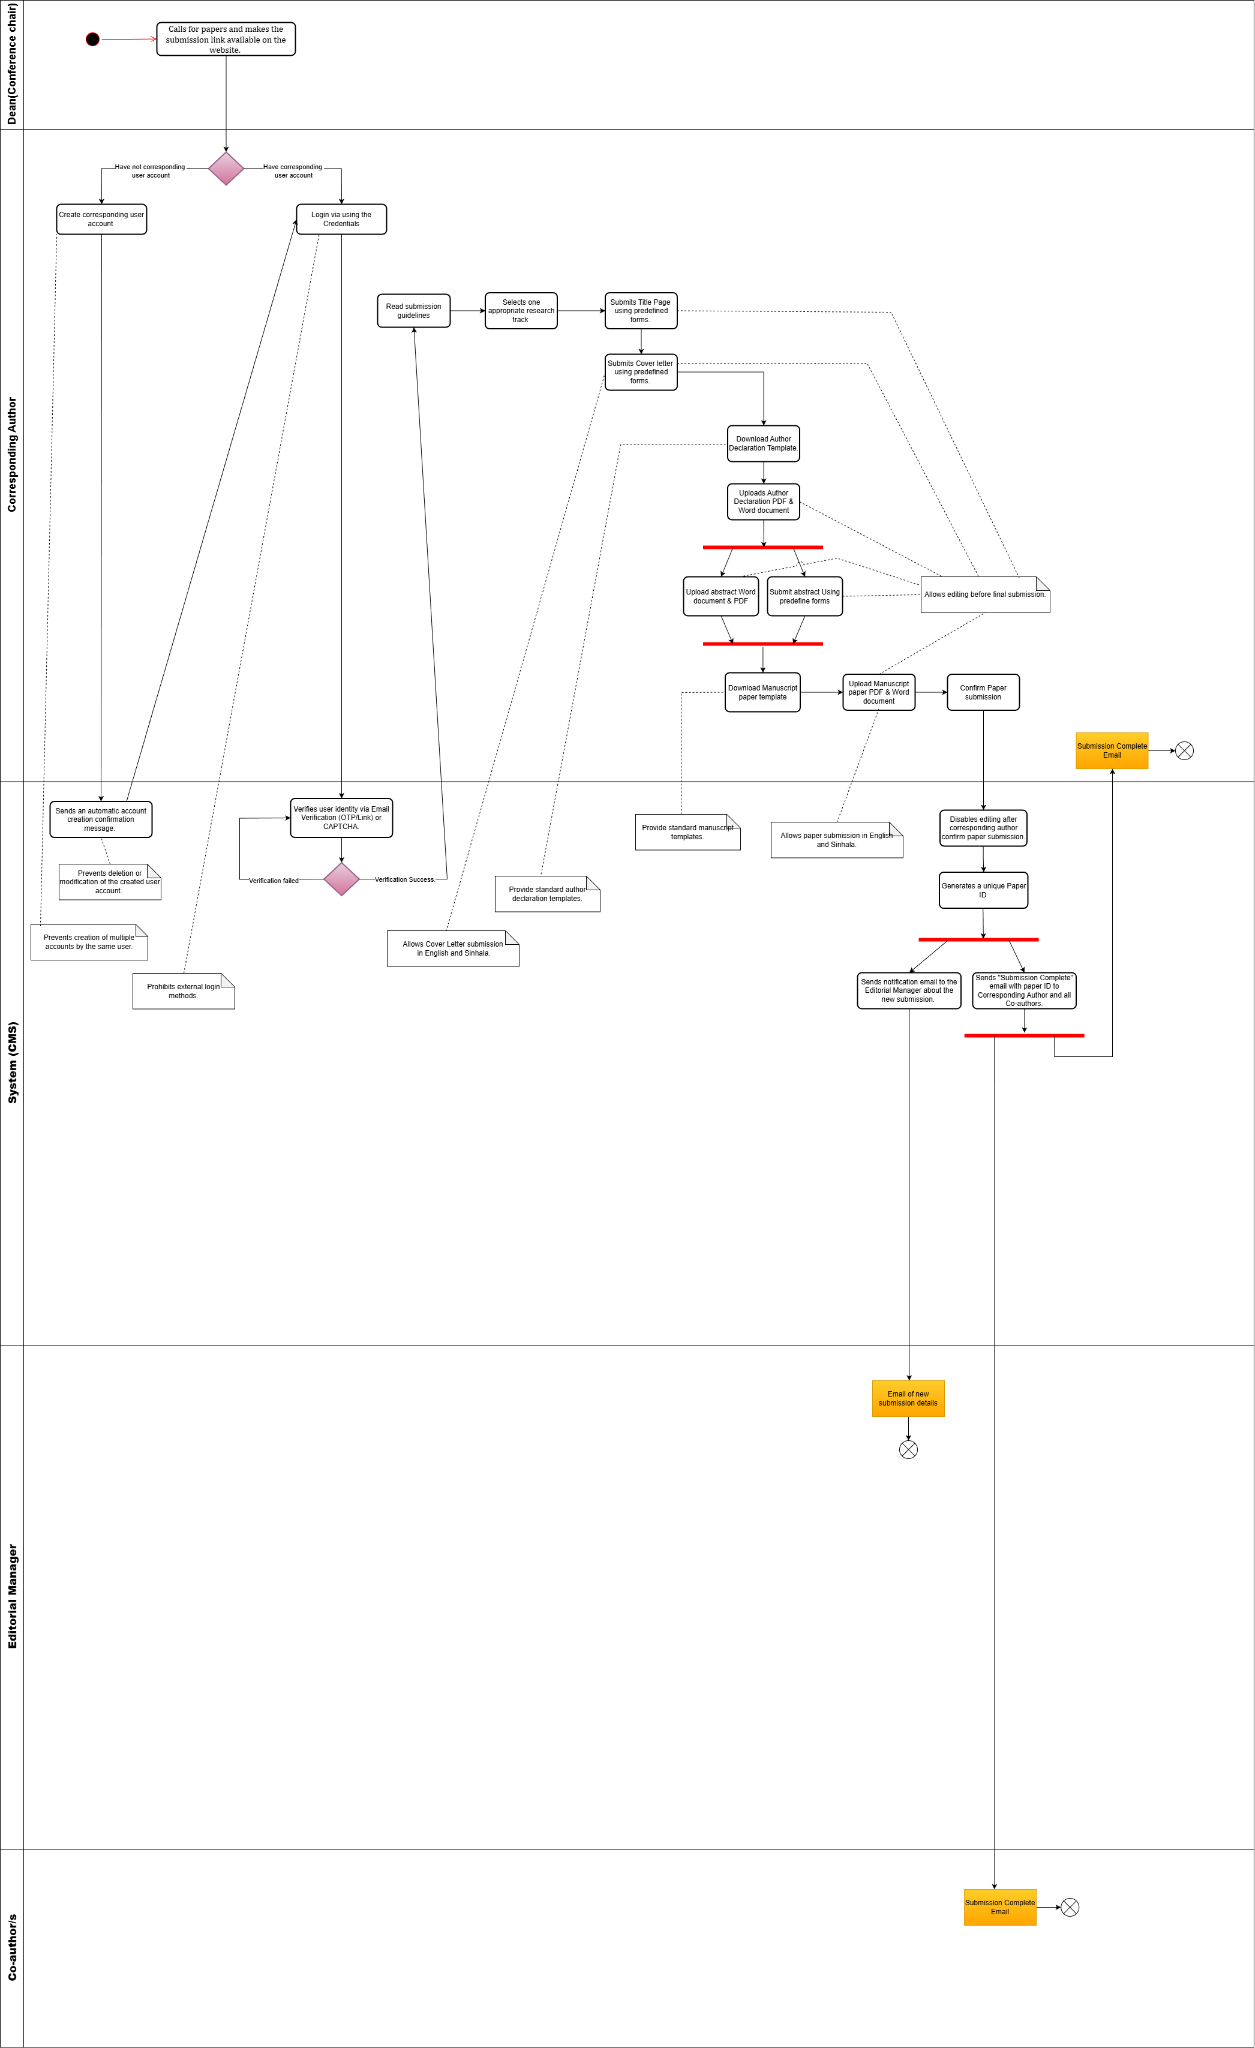 Dean(Conference chair)
Calls for papers and makes the
submission link available on the
website.
Corresponding Author
Have not corresponding
user account
Have corresponding
user account
Create corresponding user
account
Login via using the
Credentials
Read submission
guidelines
Selects one
appropriate research
track
Submits Title Page
using predefined
forms.
Submits Cover letter
using predefined
forms.
Download Author
Declaration Template.
Uploads Author
Declaration PDF &
Word document
Upload abstract Word
document & PDF
Submit abstract Using
predefine forms
Allows editing before final submission.
Download Manuscript
paper template
Upload Manuscript
paper PDF & Word
document
Confirm Paper
submission
Submission Complete
Email
System (CMS)
Sends an automatic account
creation confirmation
message.
Verifies user identity via Email
Verification (OTP/Link) or
CAPTCHA.
Verification failed
Verification Success.
Prevents deletion or
modification of the created user
account.
Prevents creation of multiple
accounts by the same user.
Prohibits external login
methods.
Allows Cover Letter submission
in English and Sinhala.
Provide standard author
declaration templates.
Provide standard manuscript
templates.
Allows paper submission in English
and Sinhala.
Disables editing after
corresponding author
confirm paper submission.
Generates a unique Paper
ID
Sends notification email to the
Editorial Manager about the
new submission.
Sends "Submission Complete"
email with paper ID to
Corresponding Author and all
Co-authors.
Editorial Manager
Email of new
submission details
Co-author/s
Submission Complete
Email